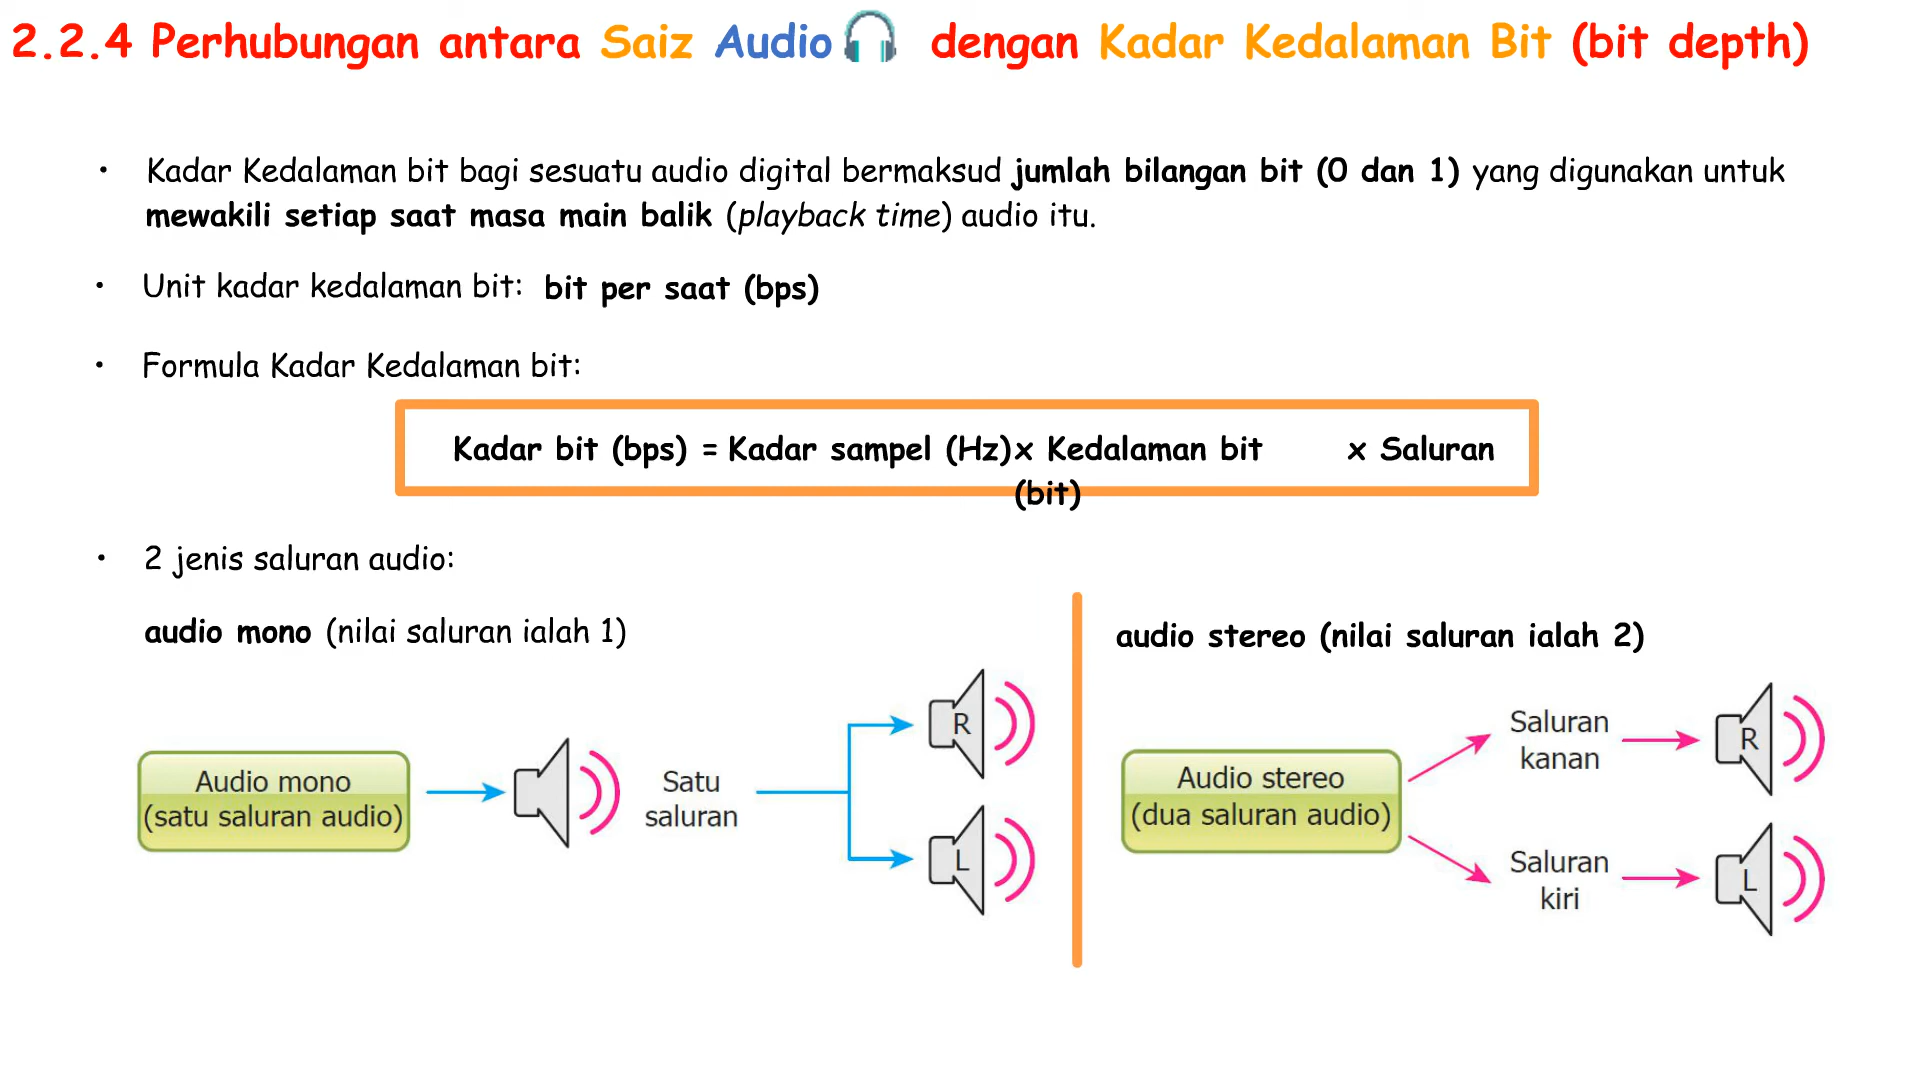 2.2.4 Perhubungan antara Saiz Audio dengan Kadar Kedalaman Bit (bit depth)
• Kadar Kedalaman bit bagi sesuatu audio digital bermaksud jumlah bilangan bit (0 dan 1) yang digunakan untuk
mewakili setiap saat masa main balik (playback time) audio itu.
• Unit kadar kedalaman bit: bit per saat (bps)
• Formula Kadar Kedalaman bit:
Kadar bit (bps) = Kadar sampel (Hz) x Kedalaman bit x Saluran
(bit)
• 2 jenis saluran audio:
audio mono (nilai saluran ialah 1)
Audio mono
(satu saluran audio)
Satu
saluran
R
L
audio stereo (nilai saluran ialah 2)
Audio stereo
(dua saluran audio)
Saluran
kanan
R
Saluran
kiri
L